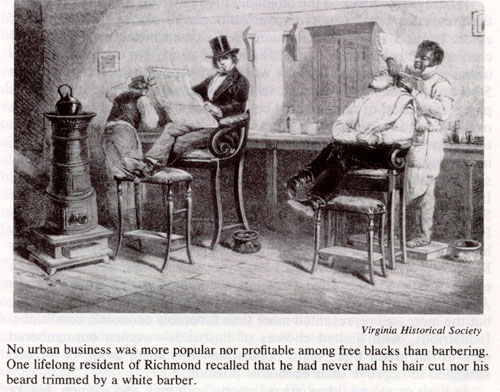 Virginia Historical Society
No urban business was more popular nor profitable among free blacks than barbering.
One lifelong resident of Richmond recalled that he had never had his hair cut nor his
beard trimmed by a white barber.